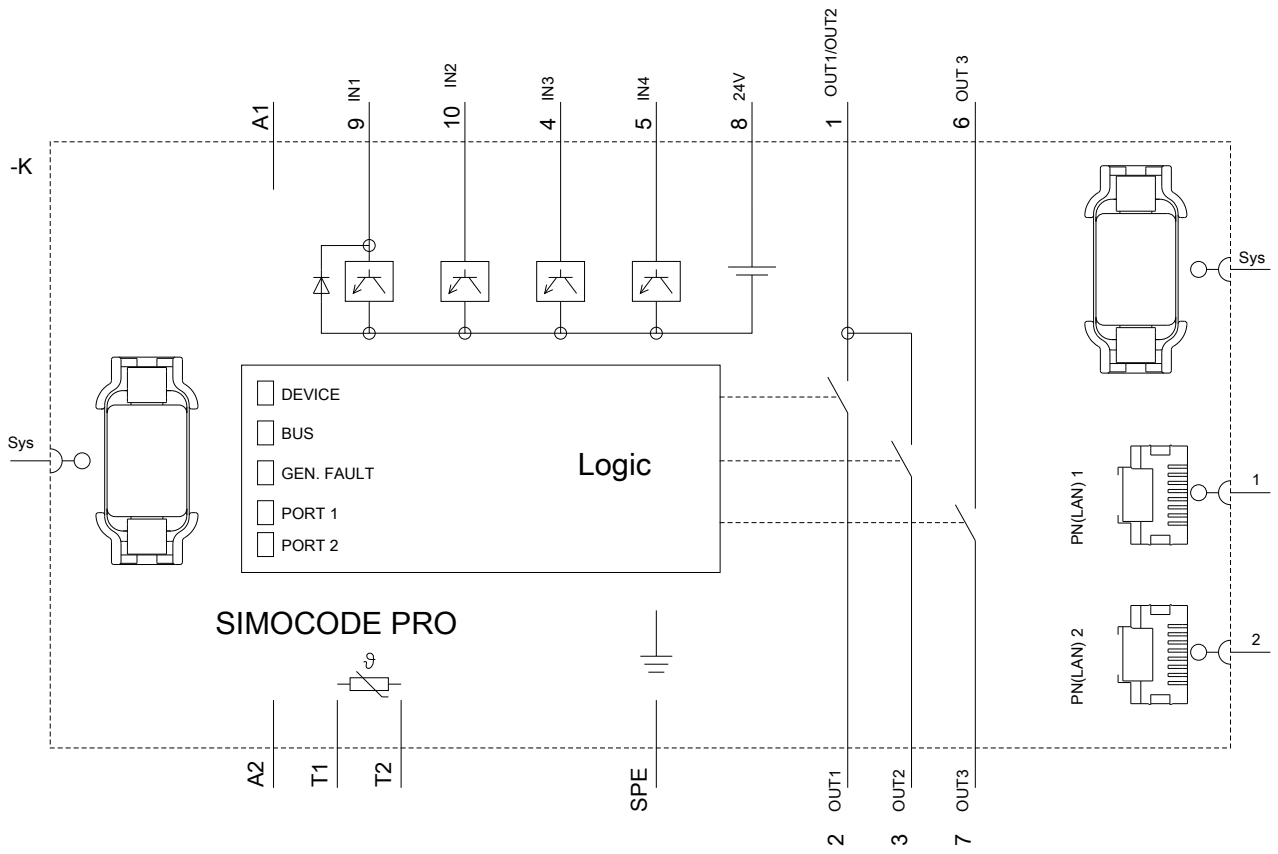 A1
9 IN1
10 IN2
4 IN3
5 IN4
8 24V
1 OUT1/OUT2
6 OUT 3
-K
Sys
Sys
DEVICE
BUS
GEN. FAULT
PORT 1
PORT 2
Logic
PN(LAN) 1
1
PN(LAN) 2
2
SIMOCODE PRO
ϑ
A2
T1
T2
SPE
2 OUT1
3 OUT2
7 OUT3